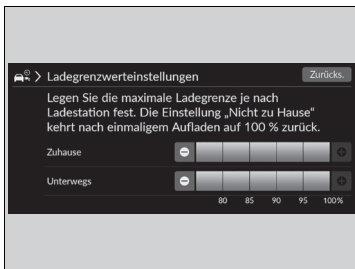 > Ladegrenzwerteinstellungen Zurücks.
Legen Sie die maximale Ladegrenze je nach
Ladestation fest. Die Einstellung „Nicht zu Hause“
kehrt nach einmaligem Aufladen auf 100 % zurück.
Zuhause
Unterwegs
80 85 90 95 100%